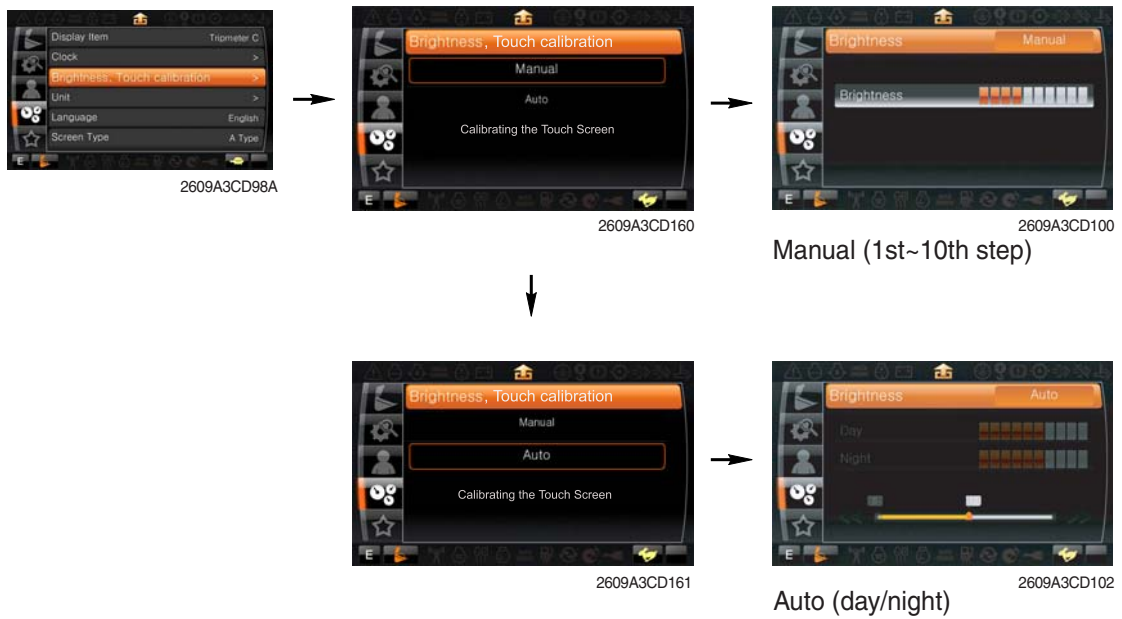 Display Item Tripmeter C
Clock >
Brightness, Touch calibration >
Unit >
Language English
Screen Type A Type
E
2609A3CD98A
Brightness, Touch calibration
Manual
Auto
Calibrating the Touch Screen
E
2609A3CD160
Brightness Manual
Brightness
E
2609A3CD100
Manual (1st~10th step)
Brightness, Touch calibration
Manual
Auto
Calibrating the Touch Screen
E
2609A3CD161
Brightness Auto
Day
Night
E
2609A3CD102
Auto (day/night)